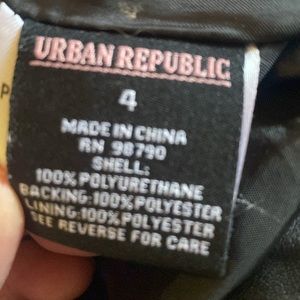 URBAN REPUBLIC
4
MADE IN CHINA
RN 98790
SHELL:
100% POLYURETHANE
BACKING:100% POLYESTER
LINING:100% POLYESTER
SEE REVERSE FOR CARE
P